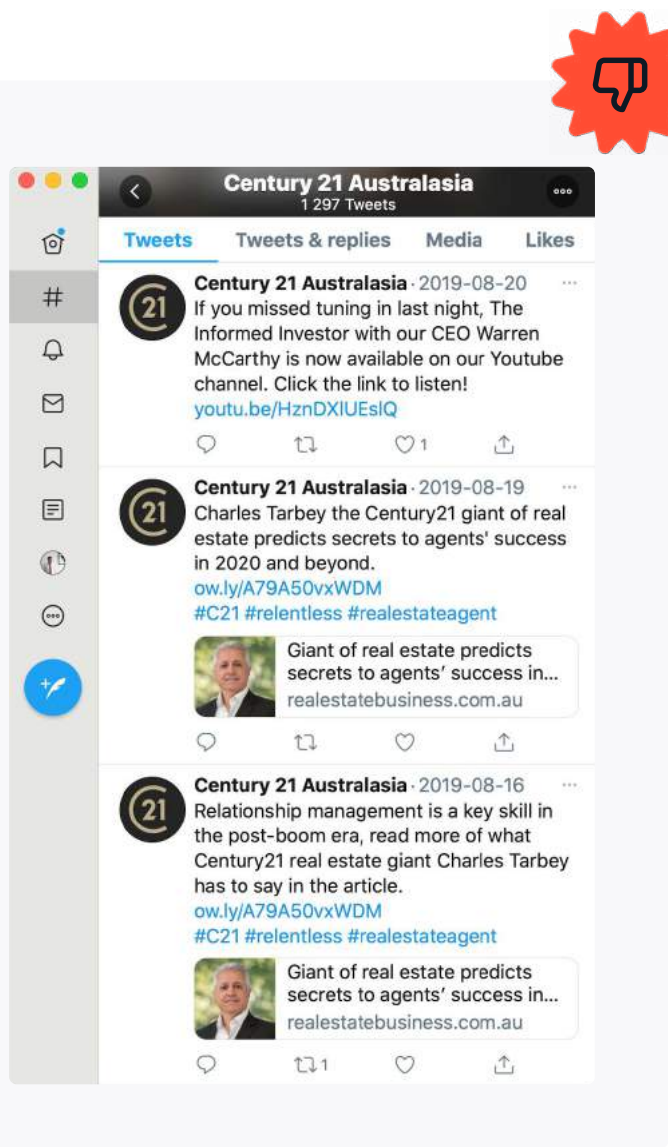 Century 21 Australasia
1 297 Tweets
Tweets
Tweets & replies
Media
Likes
Century 21 Australasia · 2019-08-20
21
If you missed tuning in last night, The
Informed Investor with our CEO Warren
McCarthy is now available on our Youtube
channel. Click the link to listen!
youtu.be/HznDXlUEslQ
1
Century 21 Australasia · 2019-08-19
21
Charles Tarbey the Century21 giant of real
estate predicts secrets to agents' success
in 2020 and beyond.
ow.ly/A79A50vxWDM
#C21 #relentless #realestateagent
Giant of real estate predicts
secrets to agents' success in...
realestatebusiness.com.au
Century 21 Australasia · 2019-08-16
21
Relationship management is a key skill in
the post-boom era, read more of what
Century21 real estate giant Charles Tarbey
has to say in the article.
ow.ly/A79A50vxWDM
#C21 #relentless #realestateagent
Giant of real estate predicts
secrets to agents' success in...
realestatebusiness.com.au
1